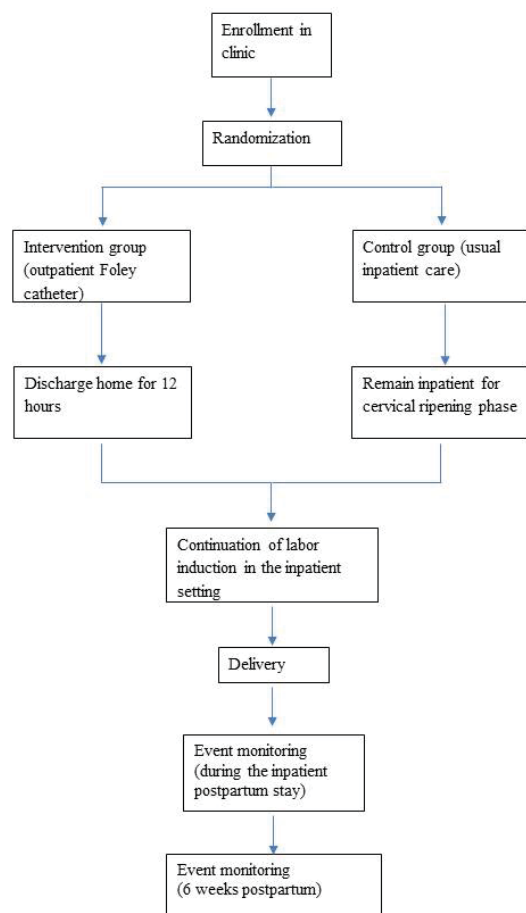 Enrollment in
clinic
Randomization
Intervention group
(outpatient Foley
catheter)
Control group (usual
inpatient care)
Discharge home for 12
hours
Remain inpatient for
cervical ripening phase
Continuation of labor
induction in the inpatient
setting
Delivery
Event monitoring
(during the inpatient
postpartum stay)
Event monitoring
(6 weeks postpartum)